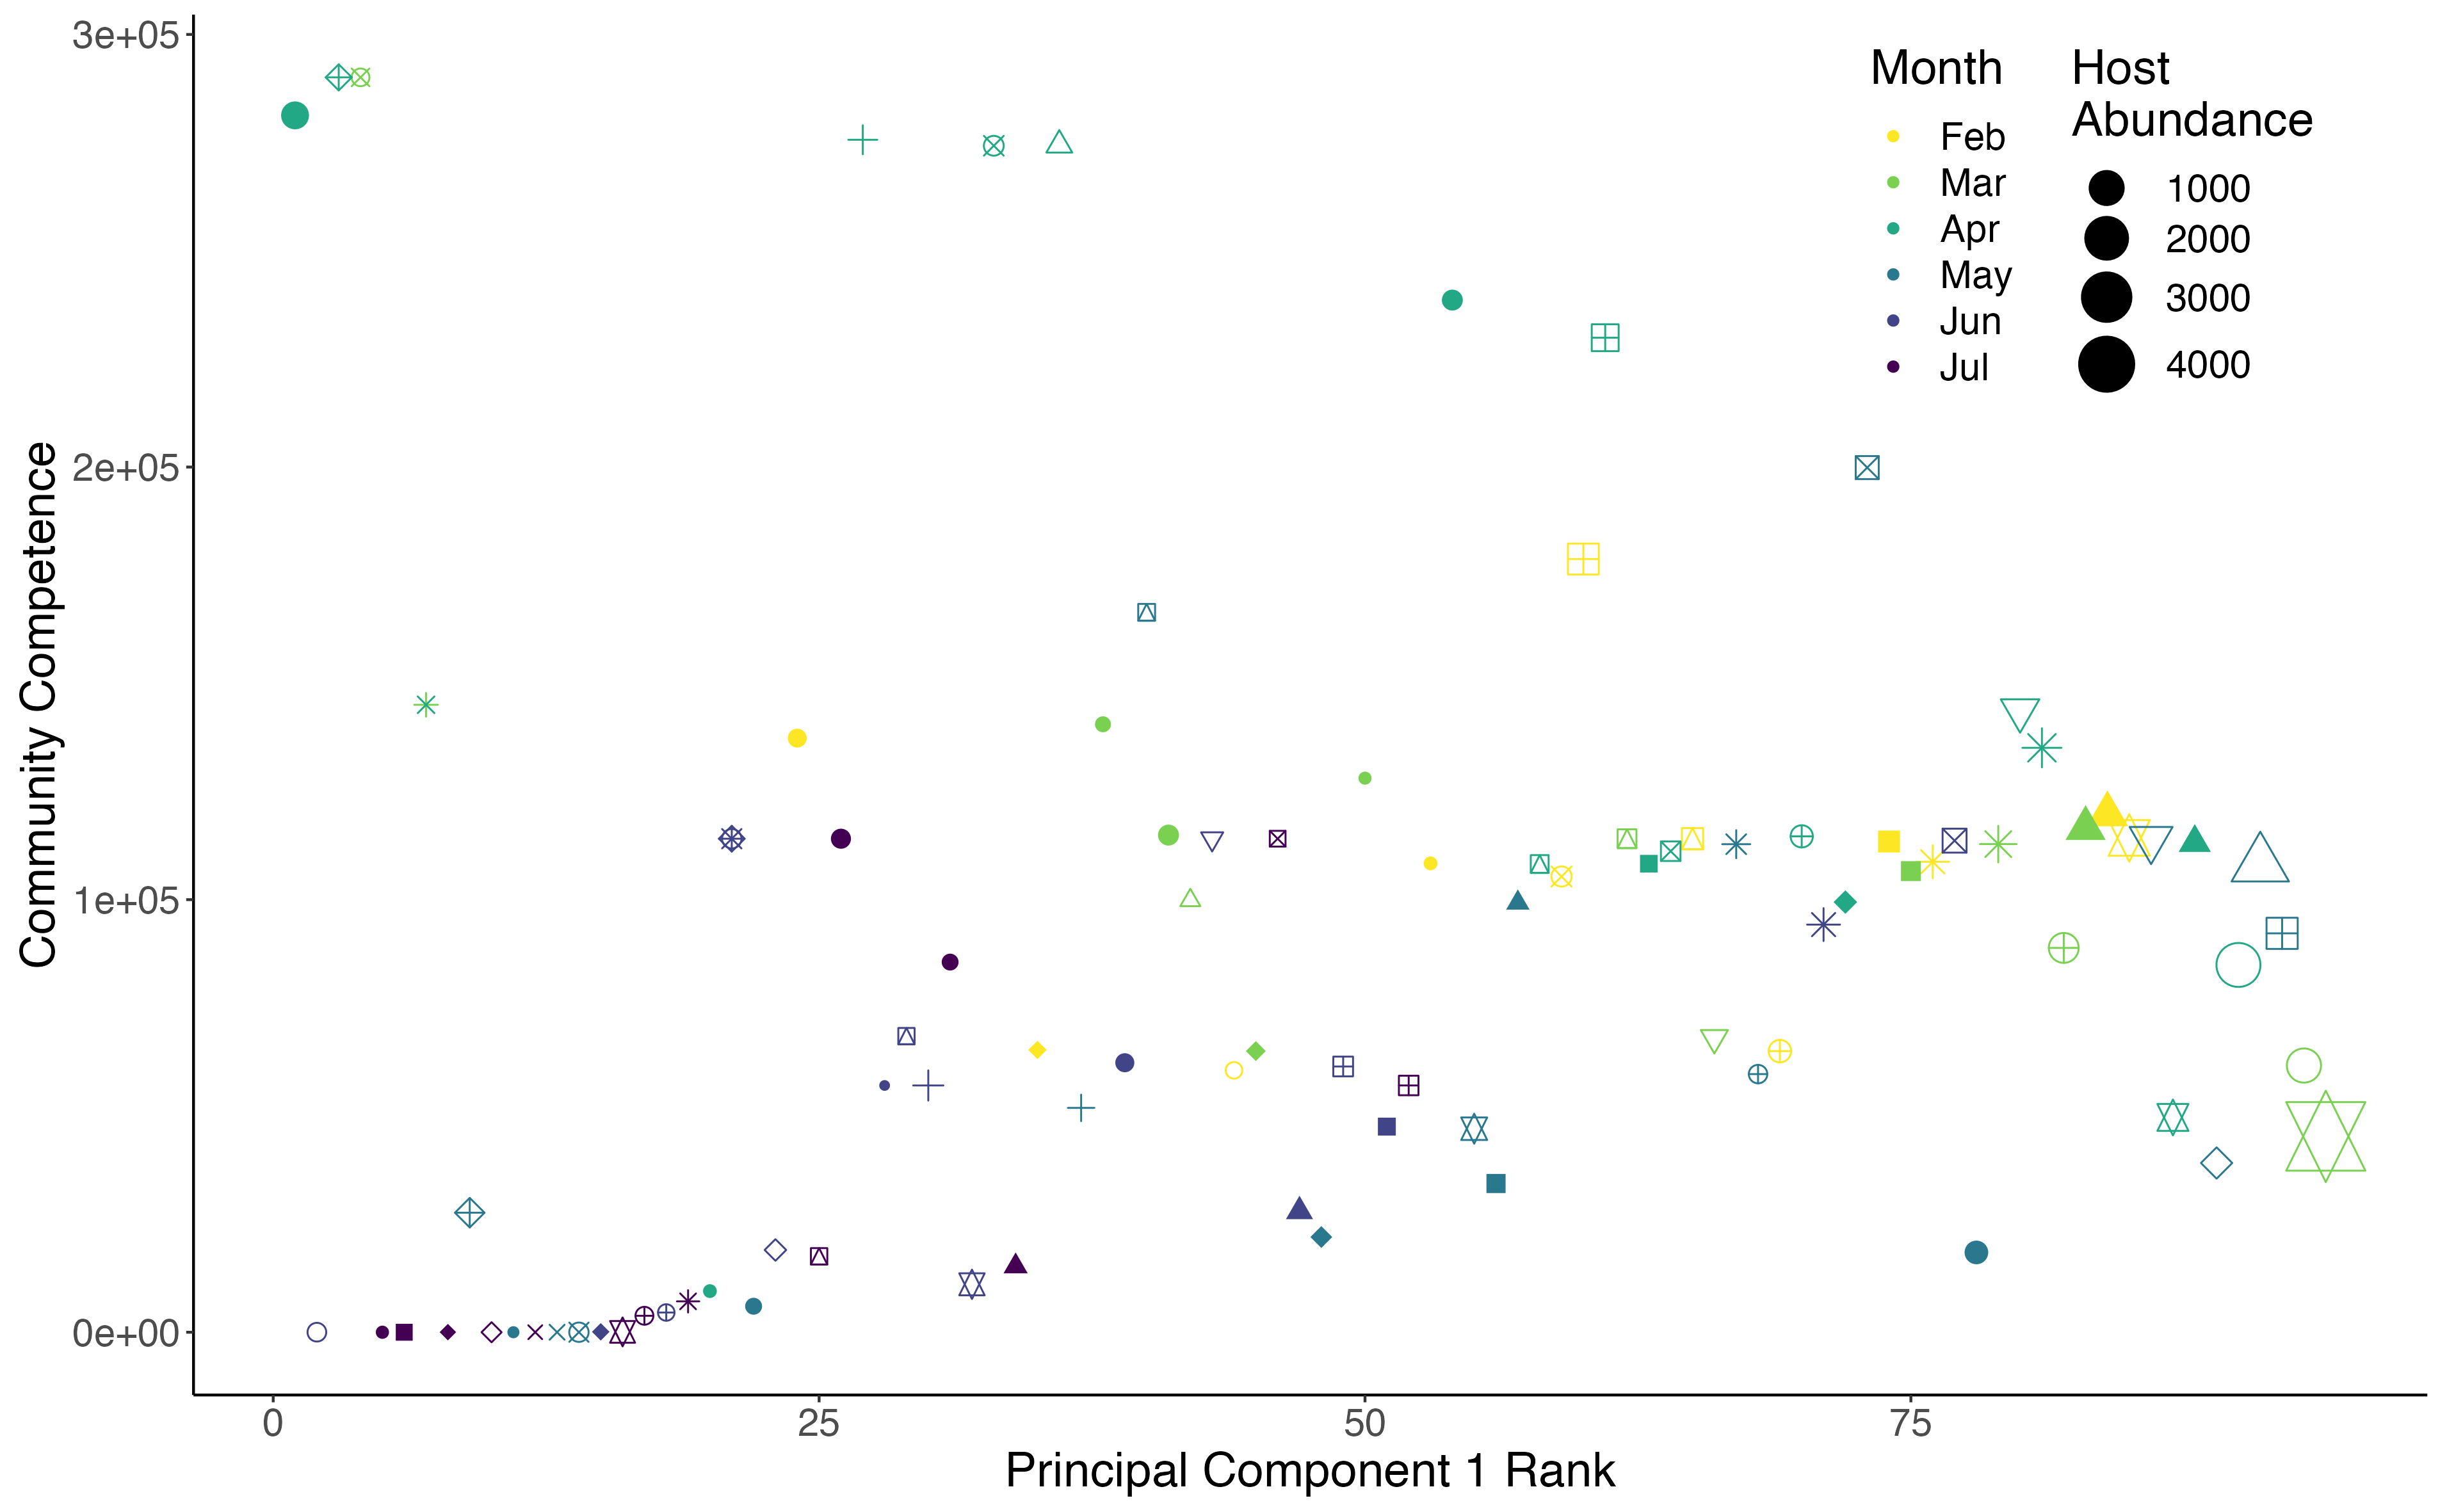 3e+05
2e+05
1e+05
0e+00
Community Competence
0
25
50
75
Principal Component 1 Rank
Month
Feb
Mar
Apr
May
Jun
Jul
Host
Abundance
1000
2000
3000
4000